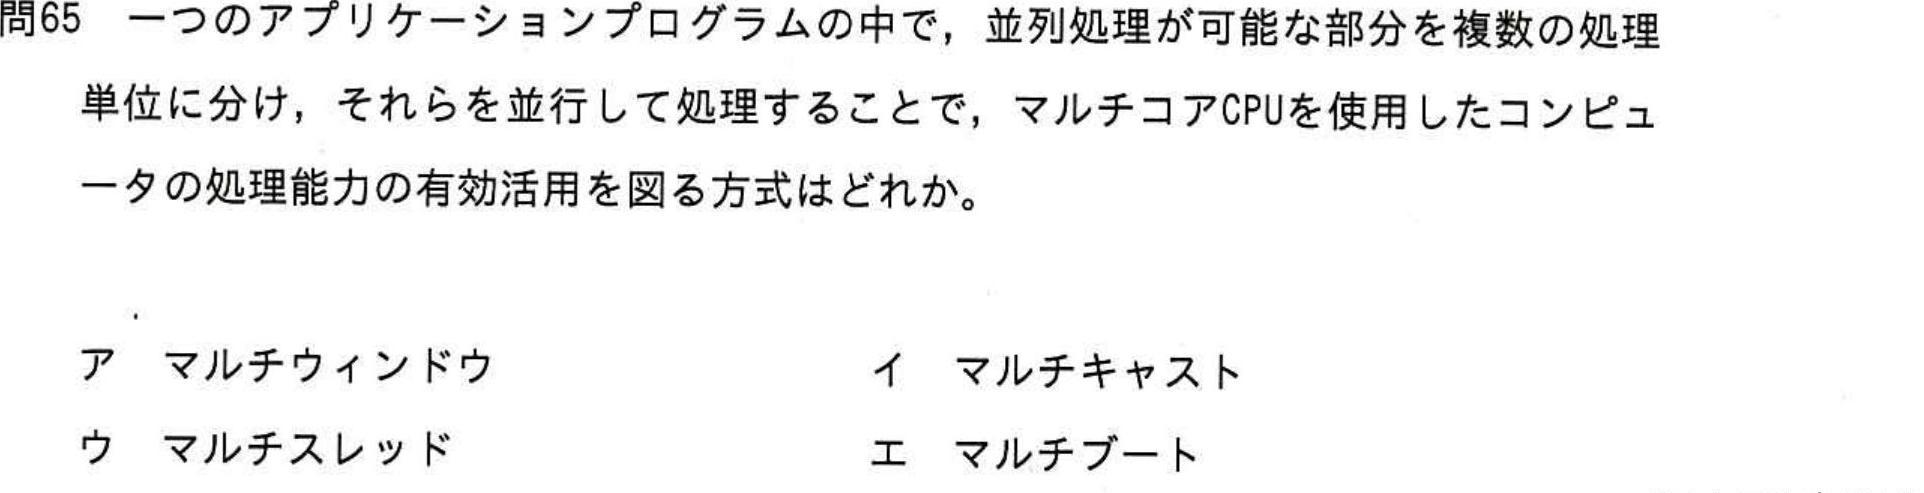 問65 一つのアプリケーションプログラムの中で，並列処理が可能な部分を複数の処理
単位に分け，それらを並行して処理することで，マルチコアCPUを使用したコンピュ
ータの処理能力の有効活用を図る方式はどれか。
ア マルチウィンドウ イ マルチキャスト
ウ マルチスレッド エ マルチブート